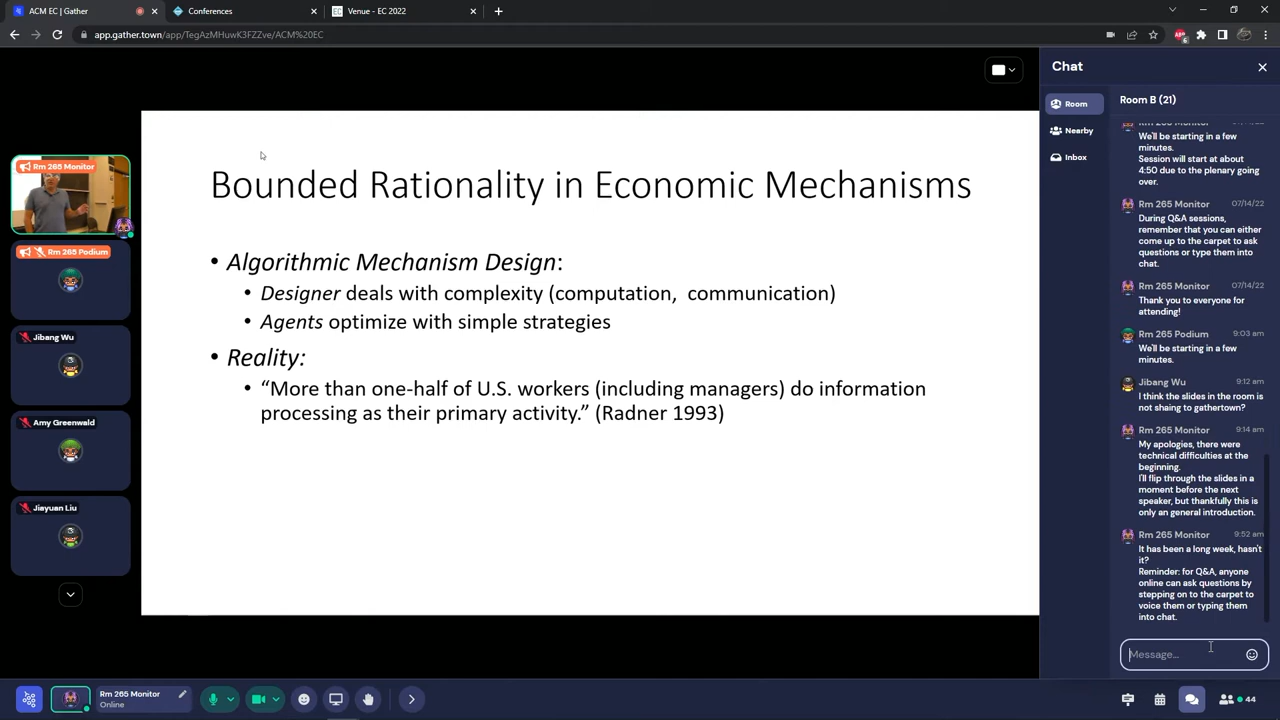 ACM EC | Gather
Conferences
EC
Venue - EC 2022
app.gather.town/app/TegAzMHuwK3FZZve/ACM%20EC
Chat
Room
Nearby
Inbox
Room B (21)
Rm 265 Monitor
We'll be starting in a few
minutes.
Session will start at about
4:50 due to the plenary going
over.
Rm 265 Monitor 07/14/22
During Q&A sessions,
remember that you can either
come up to the carpet to ask
questions or type them into
chat.
Rm 265 Monitor 07/14/22
Thank you to everyone for
attending!
Rm 265 Podium 9:03 am
We'll be starting in a few
minutes.
Jibang Wu 9:12 am
I think the slides in the room is
not shaing to gathertown?
Rm 265 Monitor 9:14 am
My apologies, there were
technical difficulties at the
beginning.
I'll flip through the slides in a
moment before the next
speaker, but thankfully this is
only an general introduction.
Rm 265 Monitor 9:52 am
It has been a long week, hasn't
it?
Reminder: for Q&A, anyone
online can ask questions by
stepping on to the carpet to
voice them or typing them
into chat.
Message...
Rm 265 Monitor
Rm 265 Podium
Jibang Wu
Amy Greenwald
Jiayuan Liu
Bounded Rationality in Economic Mechanisms
• Algorithmic Mechanism Design:
• Designer deals with complexity (computation, communication)
• Agents optimize with simple strategies
• Reality:
• “More than one-half of U.S. workers (including managers) do information
processing as their primary activity.” (Radner 1993)
Rm 265 Monitor
Online
44